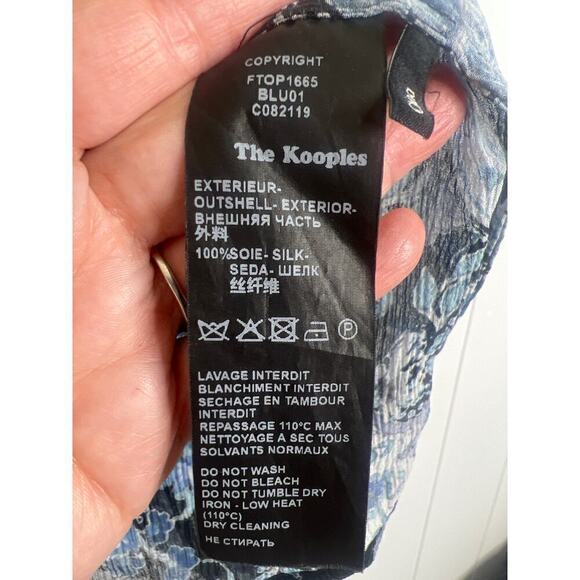 COPYRIGHT
FTOP1665
BLU01
C082119
The Kooples
EXTERIEUR-
OUTSHELL- EXTERIOR-
ВНЕШНЯЯ ЧАСТЬ
外料
100%SOIE- SILK-
SEDA- ШЕЛК
丝纤维
P
LAVAGE INTERDIT
BLANCHIMENT INTERDIT
SECHAGE EN TAMBOUR
INTERDIT
REPASSAGE 110°C MAX
NETTOYAGE A SEC TOUS
SOLVANTS NORMAUX
DO NOT WASH
DO NOT BLEACH
DO NOT TUMBLE DRY
IRON - LOW HEAT
(110°C)
DRY CLEANING
НЕ СТИРАТЬ